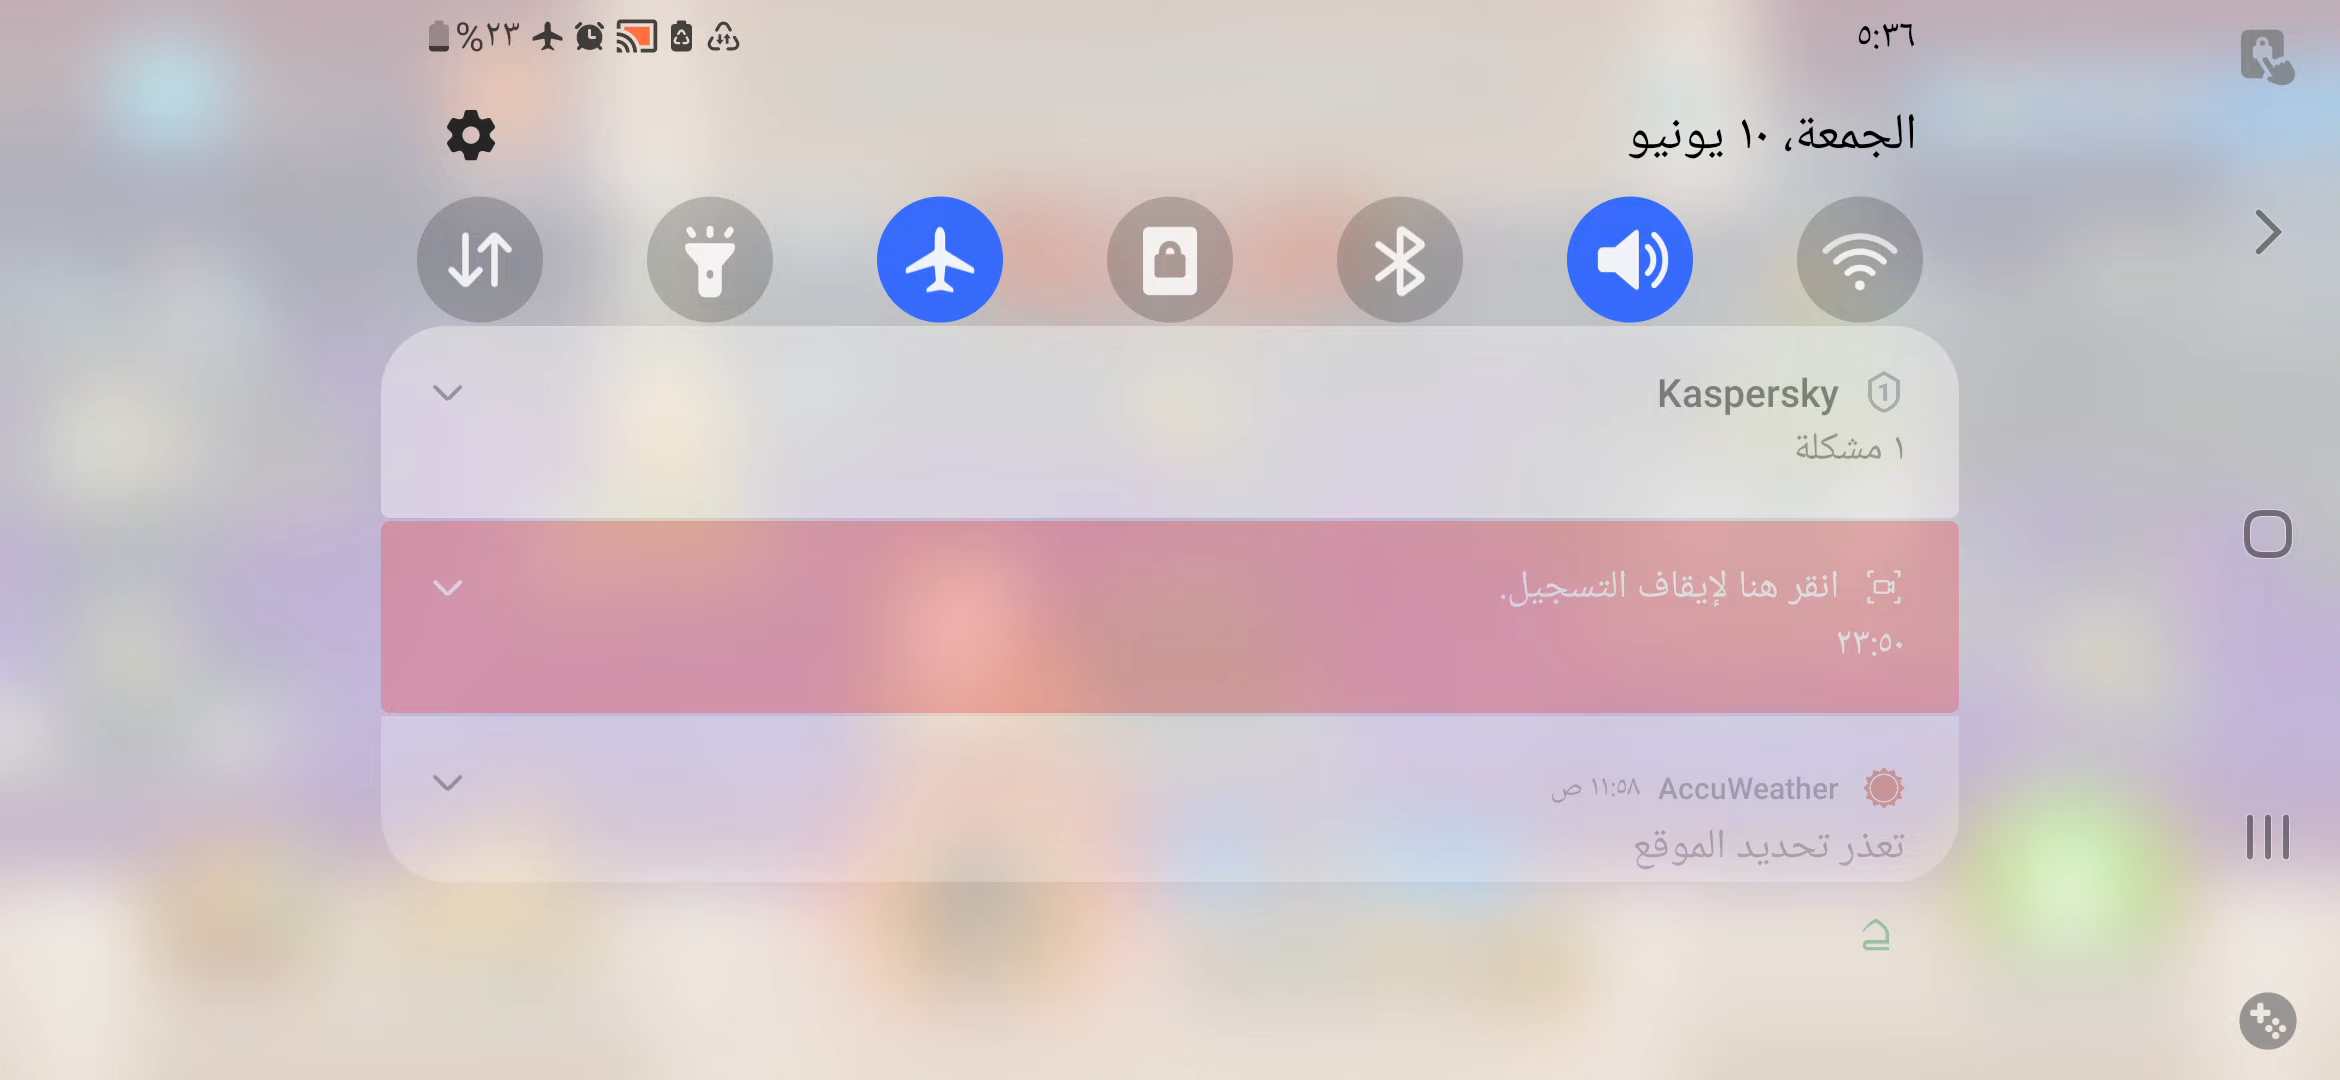 ٥:٣٦
٢٣%
الجمعة، ١٠ يونيو
1 Kaspersky
١ مشكلة
انقر هنا لإيقاف التسجيل.
٢٣:٥٠
AccuWeather ١١:٥٨ ص
تعذر تحديد الموقع